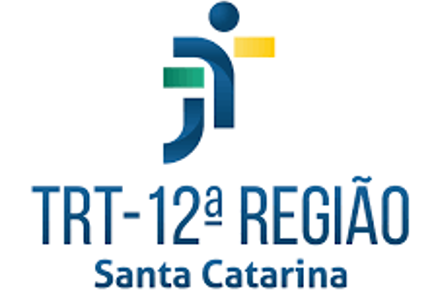 TRT-12ª REGIÃO
Santa Catarina